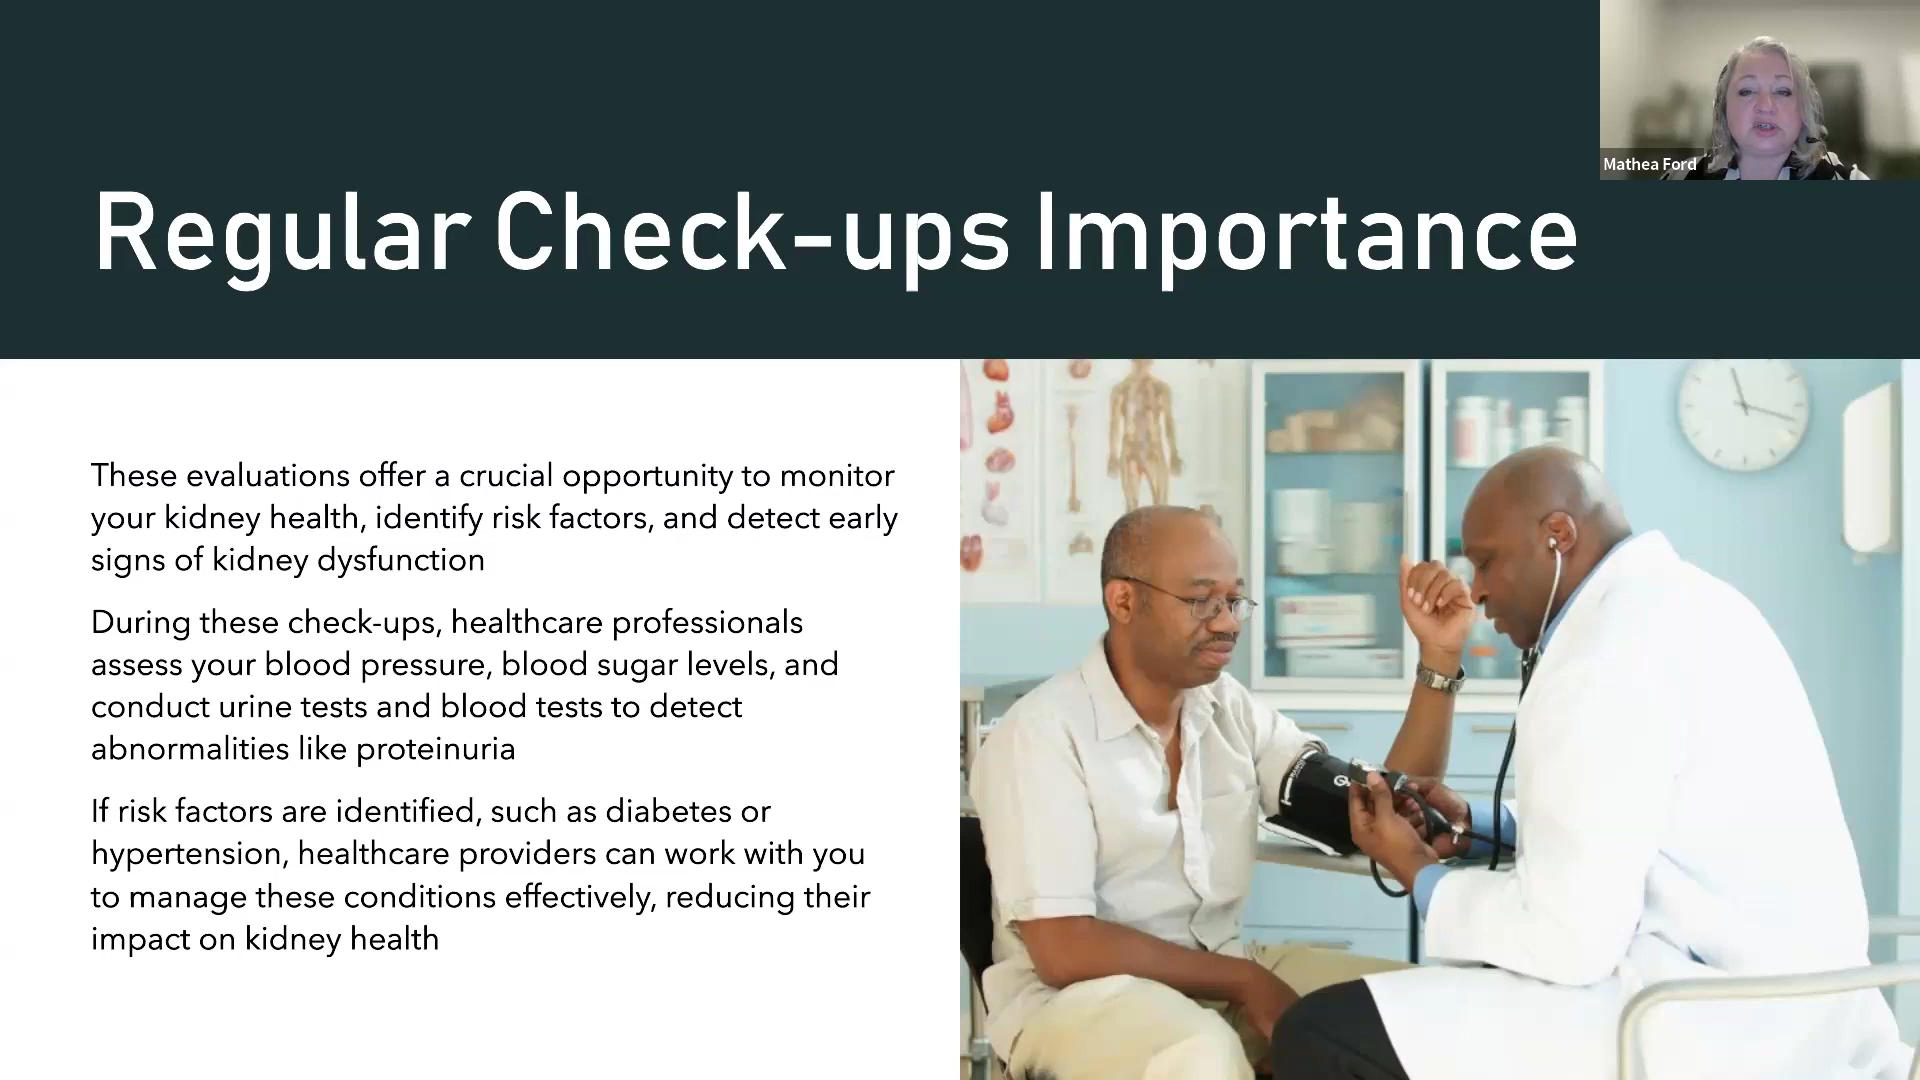 Mathea Ford
Regular Check-ups Importance
These evaluations offer a crucial opportunity to monitor
your kidney health, identify risk factors, and detect early
signs of kidney dysfunction
During these check-ups, healthcare professionals
assess your blood pressure, blood sugar levels, and
conduct urine tests and blood tests to detect
abnormalities like proteinuria
If risk factors are identified, such as diabetes or
hypertension, healthcare providers can work with you
to manage these conditions effectively, reducing their
impact on kidney health